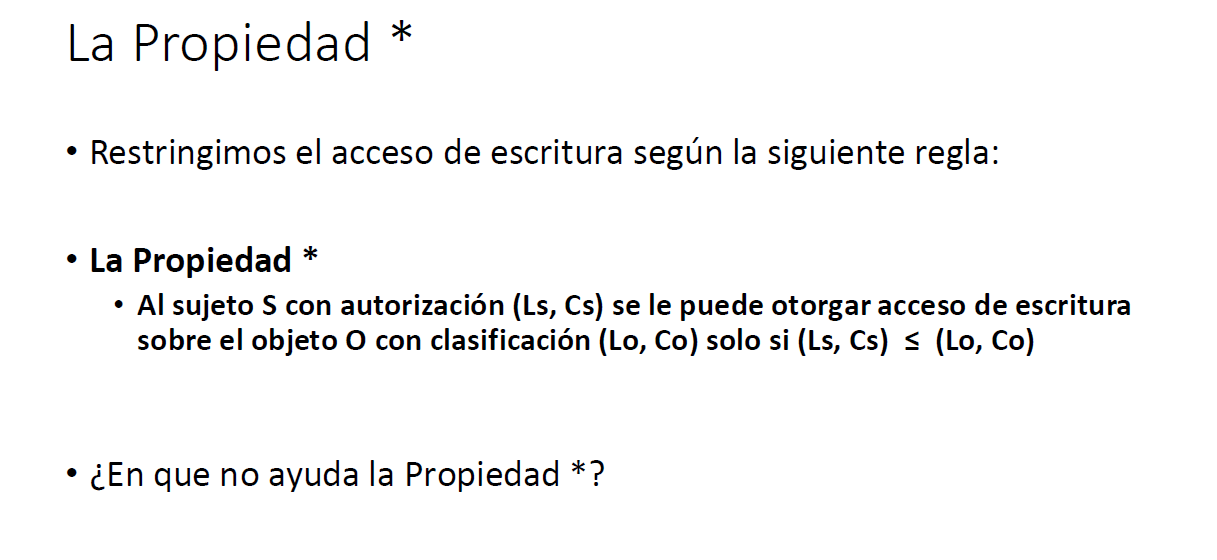 La Propiedad *
• Restringimos el acceso de escritura según la siguiente regla:
• La Propiedad *
• Al sujeto S con autorización (Ls, Cs) se le puede otorgar acceso de escritura
sobre el objeto O con clasificación (Lo, Co) solo si (Ls, Cs) ≤ (Lo, Co)
• ¿En que no ayuda la Propiedad *?